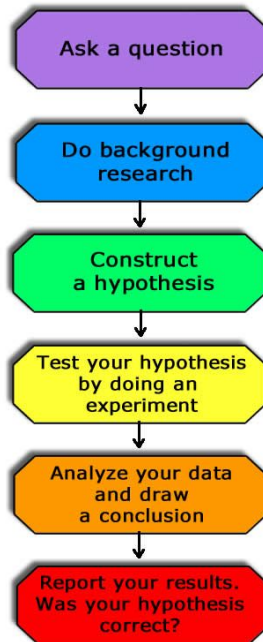 Ask a question
Do background
research
Construct
a hypothesis
Test your hypothesis
by doing an
experiment
Analyze your data
and draw
a conclusion
Report your results.
Was your hypothesis
correct?